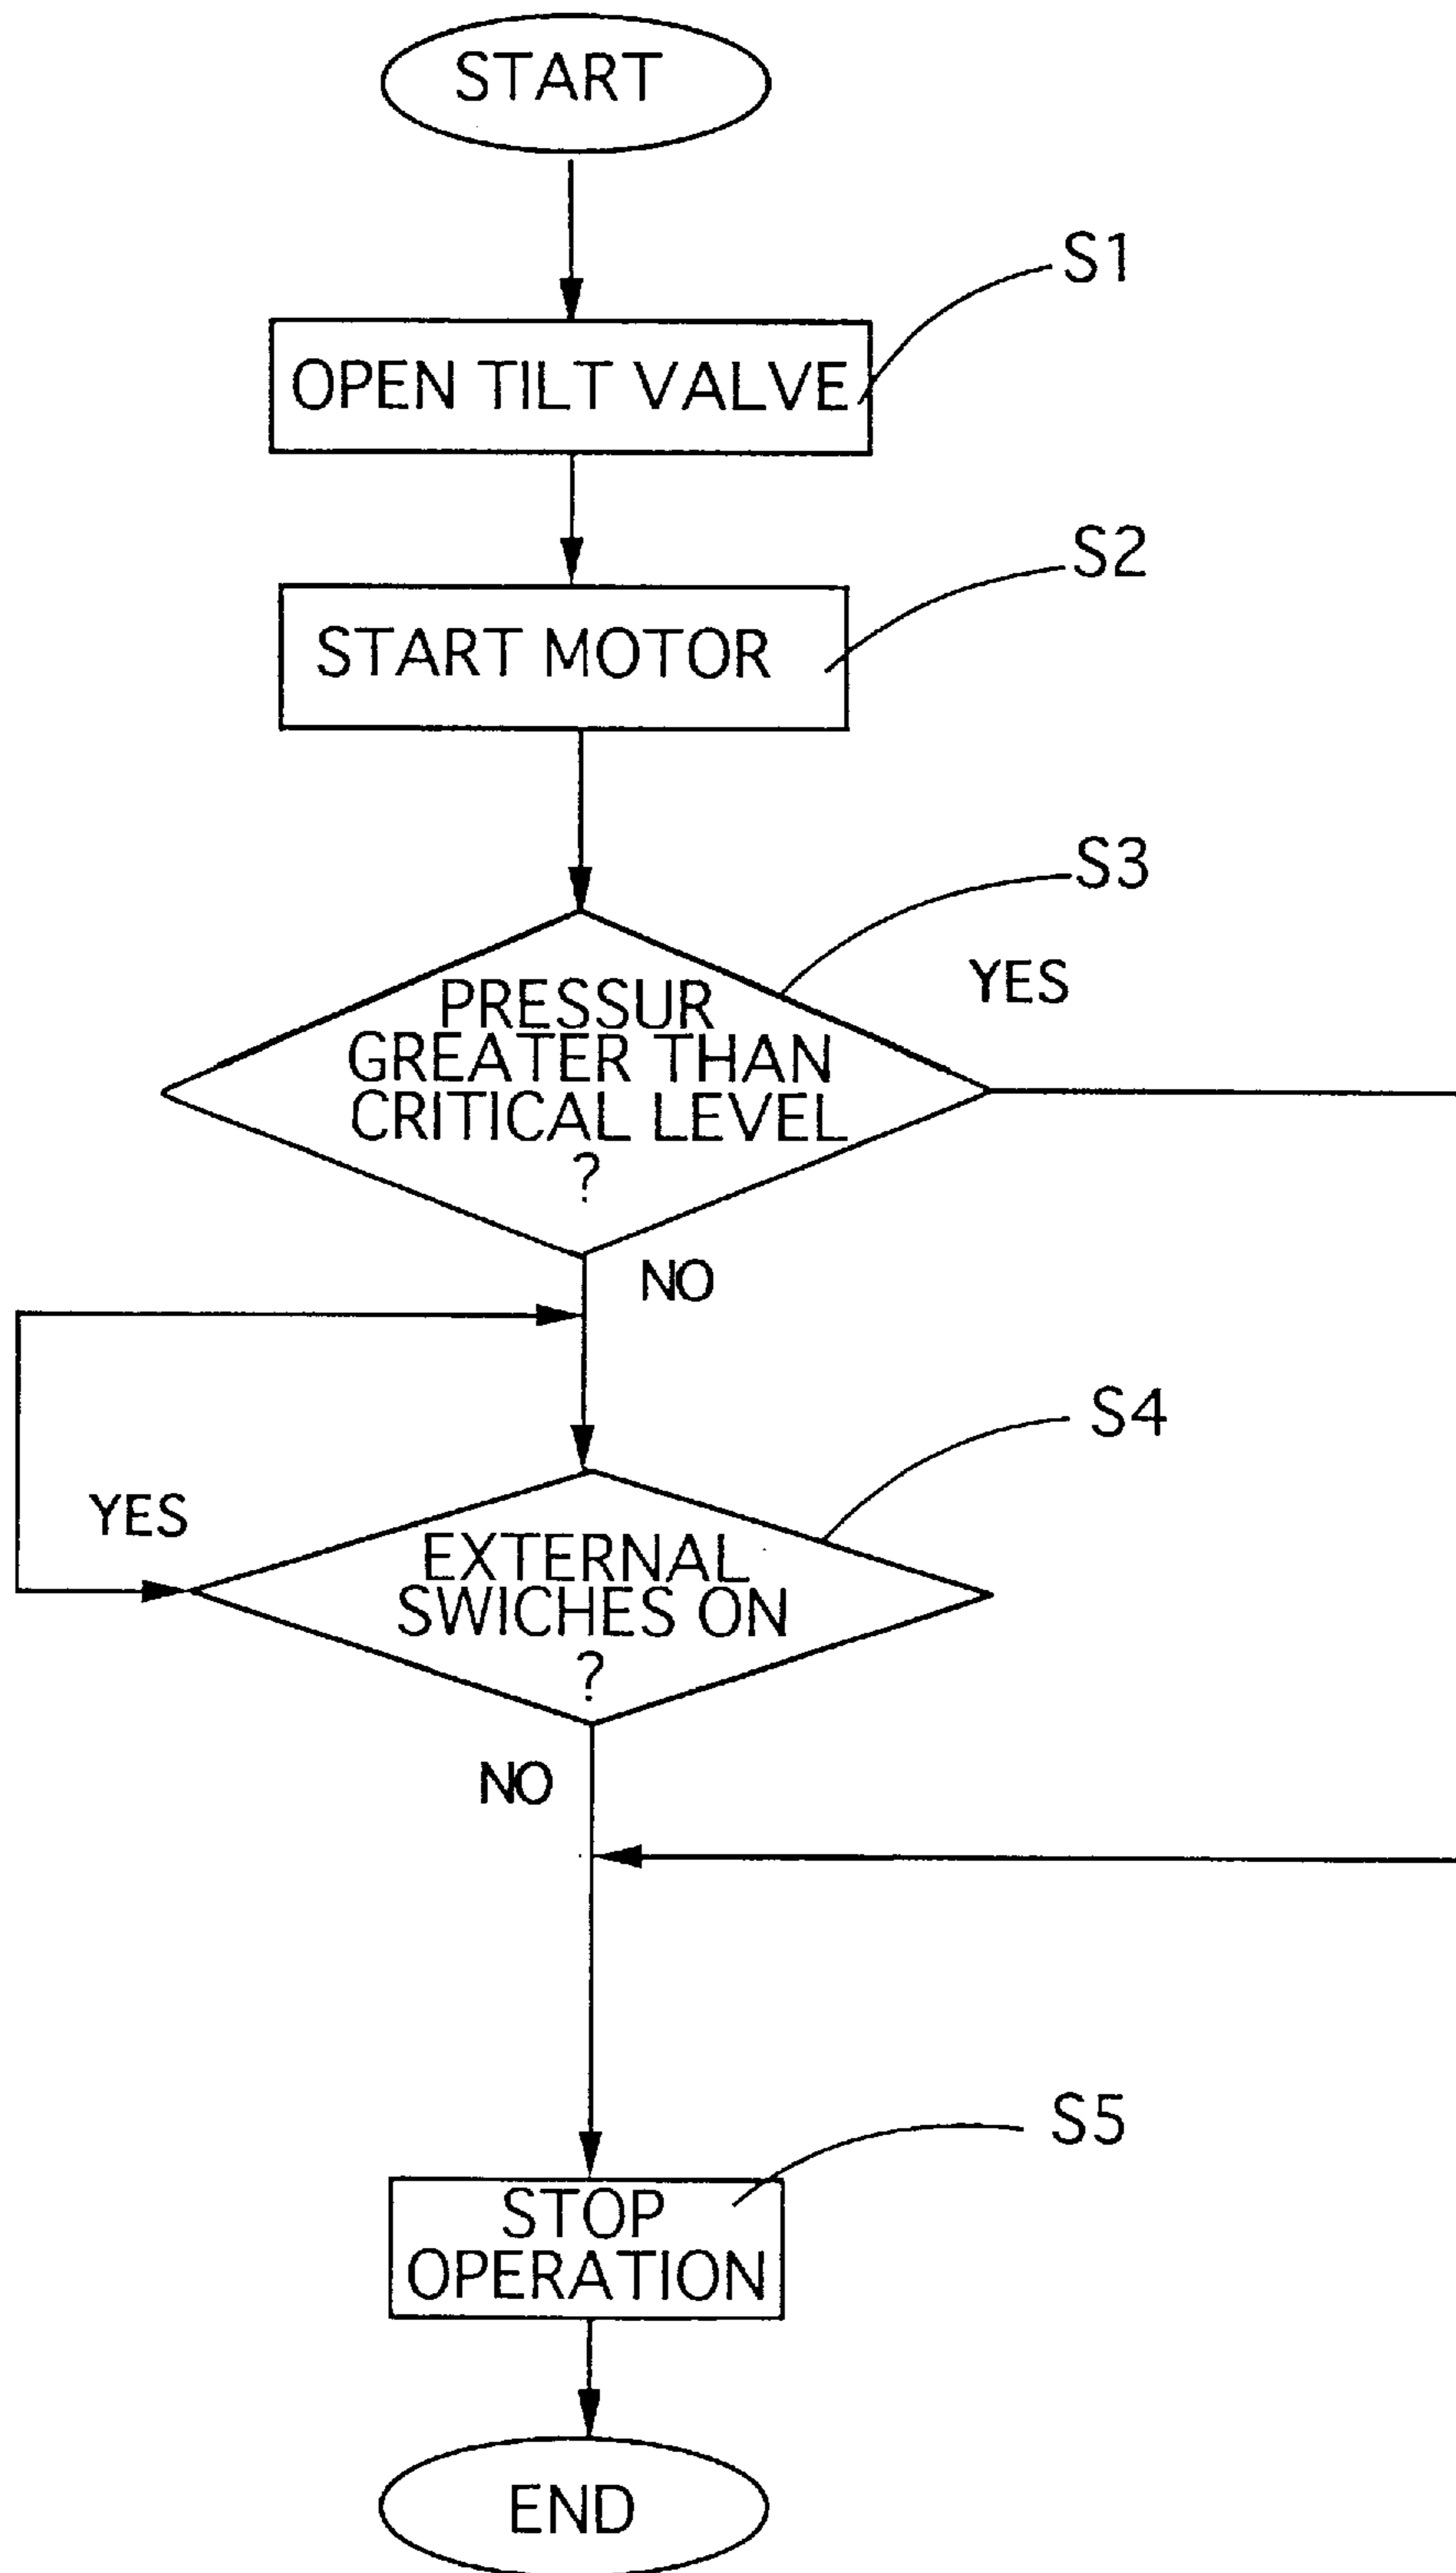 START
S1
OPEN TILT VALVE
S2
START MOTOR
S3
YES
PRESSUR
GREATER THAN
CRITICAL LEVEL
?
NO
S4
YES
EXTERNAL
SWICHES ON
?
NO
S5
STOP
OPERATION
END